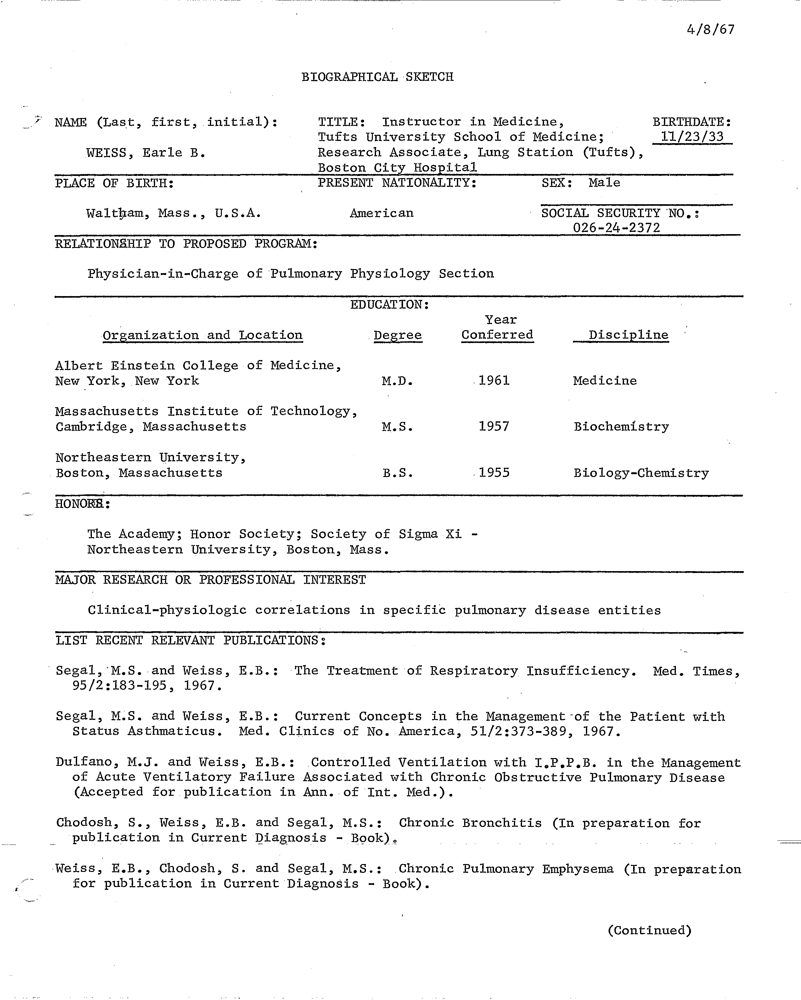 4/8/67
BIOGRAPHICAL SKETCH
NAME (Last, first, initial): TITLE: Instructor in Medicine, BIRTHDATE:
Tufts University School of Medicine; 11/23/33
WEISS, Earle B. Research Associate, Lung Station (Tufts),
Boston City Hospital
PLACE OF BIRTH: PRESENT NATIONALITY: SEX: Male
Waltham, Mass., U.S.A. American SOCIAL SECURITY NO.:
026-24-2372
RELATIONSHIP TO PROPOSED PROGRAM:
Physician-in-Charge of Pulmonary Physiology Section
EDUCATION:
Year
Organization and Location Degree Conferred Discipline
Albert Einstein College of Medicine,
New York, New York M.D. 1961 Medicine
Massachusetts Institute of Technology,
Cambridge, Massachusetts M.S. 1957 Biochemistry
Northeastern University,
Boston, Massachusetts B.S. 1955 Biology-Chemistry
HONORS:
The Academy; Honor Society; Society of Sigma Xi -
Northeastern University, Boston, Mass.
MAJOR RESEARCH OR PROFESSIONAL INTEREST
Clinical-physiologic correlations in specific pulmonary disease entities
LIST RECENT RELEVANT PUBLICATIONS:
Segal, M.S. and Weiss, E.B.: The Treatment of Respiratory Insufficiency. Med. Times,
95/2:183-195, 1967.
Segal, M.S. and Weiss, E.B.: Current Concepts in the Management of the Patient with
Status Asthmaticus. Med. Clinics of No. America, 51/2:373-389, 1967.
Dulfano, M.J. and Weiss, E.B.: Controlled Ventilation with I.P.P.B. in the Management
of Acute Ventilatory Failure Associated with Chronic Obstructive Pulmonary Disease
(Accepted for publication in Ann. of Int. Med.).
Chodosh, S., Weiss, E.B. and Segal, M.S.: Chronic Bronchitis (In preparation for
publication in Current Diagnosis - Book).
Weiss, E.B., Chodosh, S. and Segal, M.S.: Chronic Pulmonary Emphysema (In preparation
for publication in Current Diagnosis - Book).
(Continued)